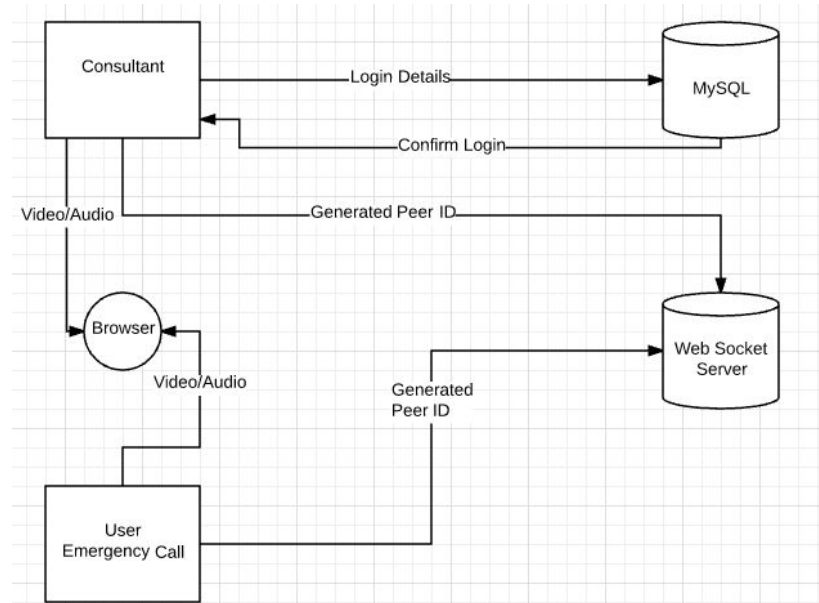 Consultant
Login Details
MySQL
Confirm Login
Video/Audio
Generated Peer ID
Browser
Web Socket
Server
Video/Audio
Generated
Peer ID
User
Emergency Call